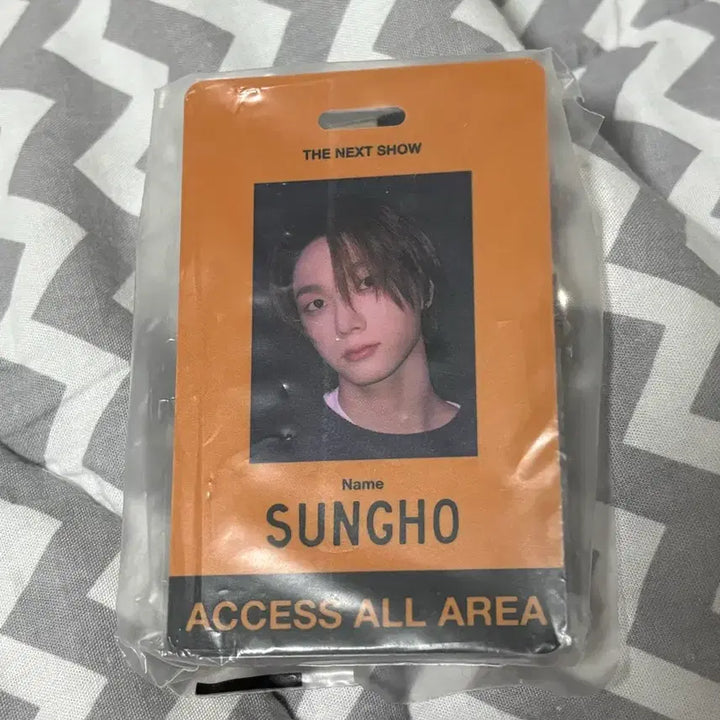 THE NEXT SHOW
Name
SUNGHO
ACCESS ALL AREA